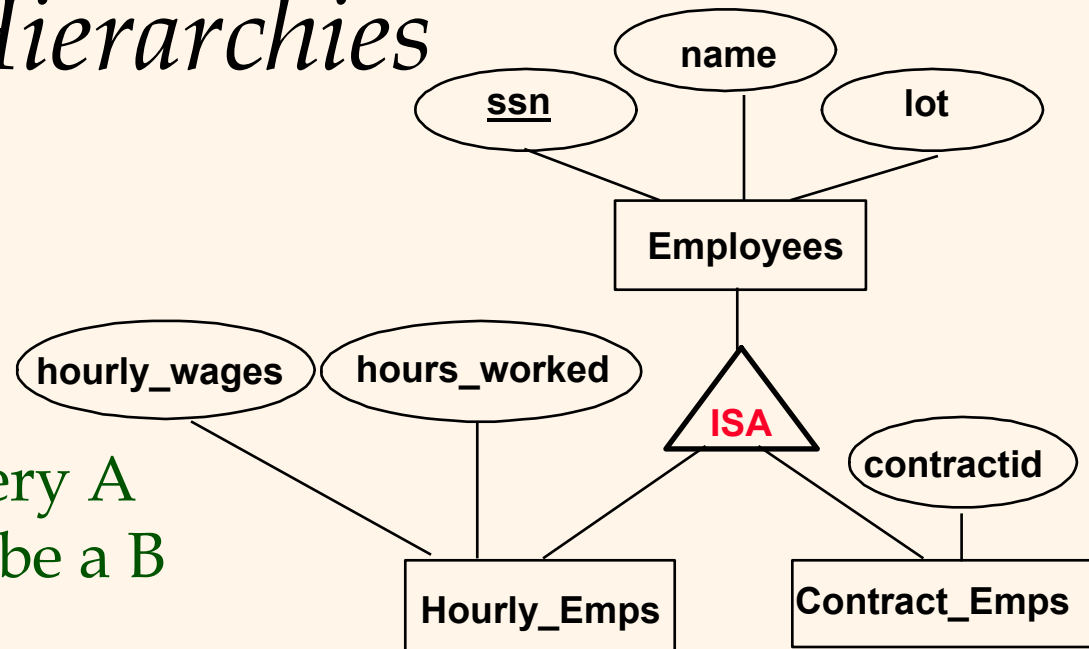 Hierarchies
name
ssn
lot
Employees
hourly_wages
hours_worked
ISA
contractid
ery A
be a B
Hourly_Emps
Contract_Emps